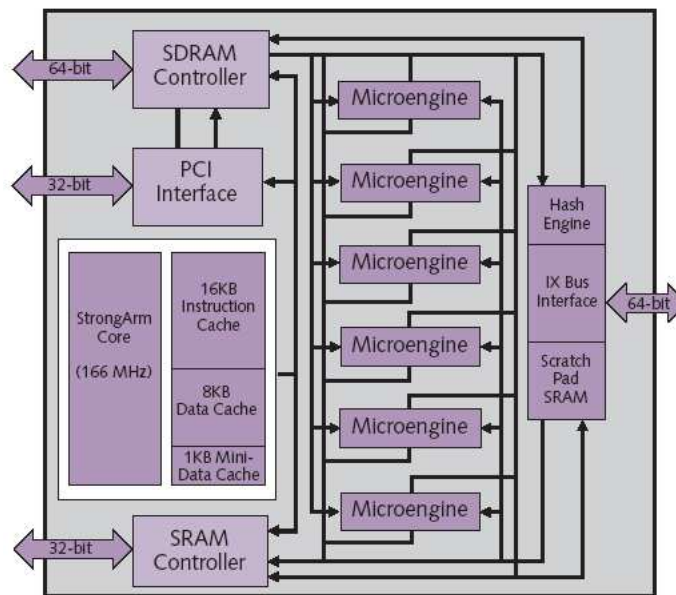 SDRAM
Controller
64-bit
PCI
Interface
32-bit
StrongArm
Core
(166 MHz)
16KB
Instruction
Cache
8KB
Data Cache
1KB Mini-
Data Cache
SRAM
Controller
32-bit
Microengine
Microengine
Microengine
Microengine
Microengine
Microengine
Hash
Engine
IX Bus
Interface
Scratch
Pad
SRAM
64-bit